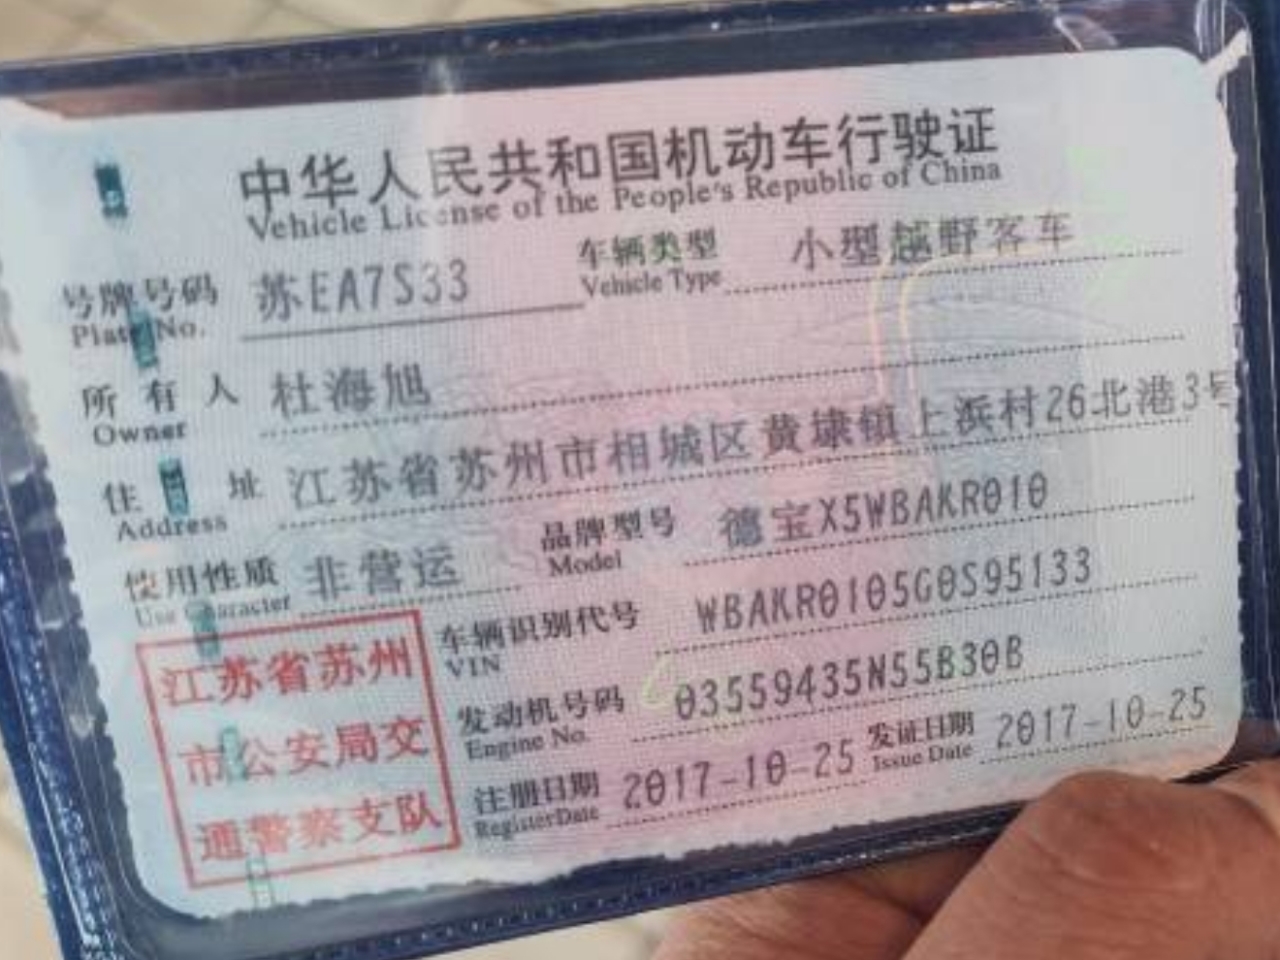 中华人民共和国机动车行驶证
Vehicle License of the People's Republic of China
号牌号码 苏EA7S33 车辆类型 小型越野客车
Plate No. Vehicle Type
所有人 杜海旭
Owner
住址 江苏省苏州市相城区黄埭镇上浜村26北港3号
Address
使用性质 非营运 品牌型号 德宝X5WBAKR010
Use Character Model
车辆识别代号 WBAKR0105G0S95133
VIN
发动机号码 03559435N55B30B
Engine No.
注册日期 2017-10-25 发证日期 2017-10-25
RegisterDate Issue Date
江苏省苏州
市公安局交
通警察支队